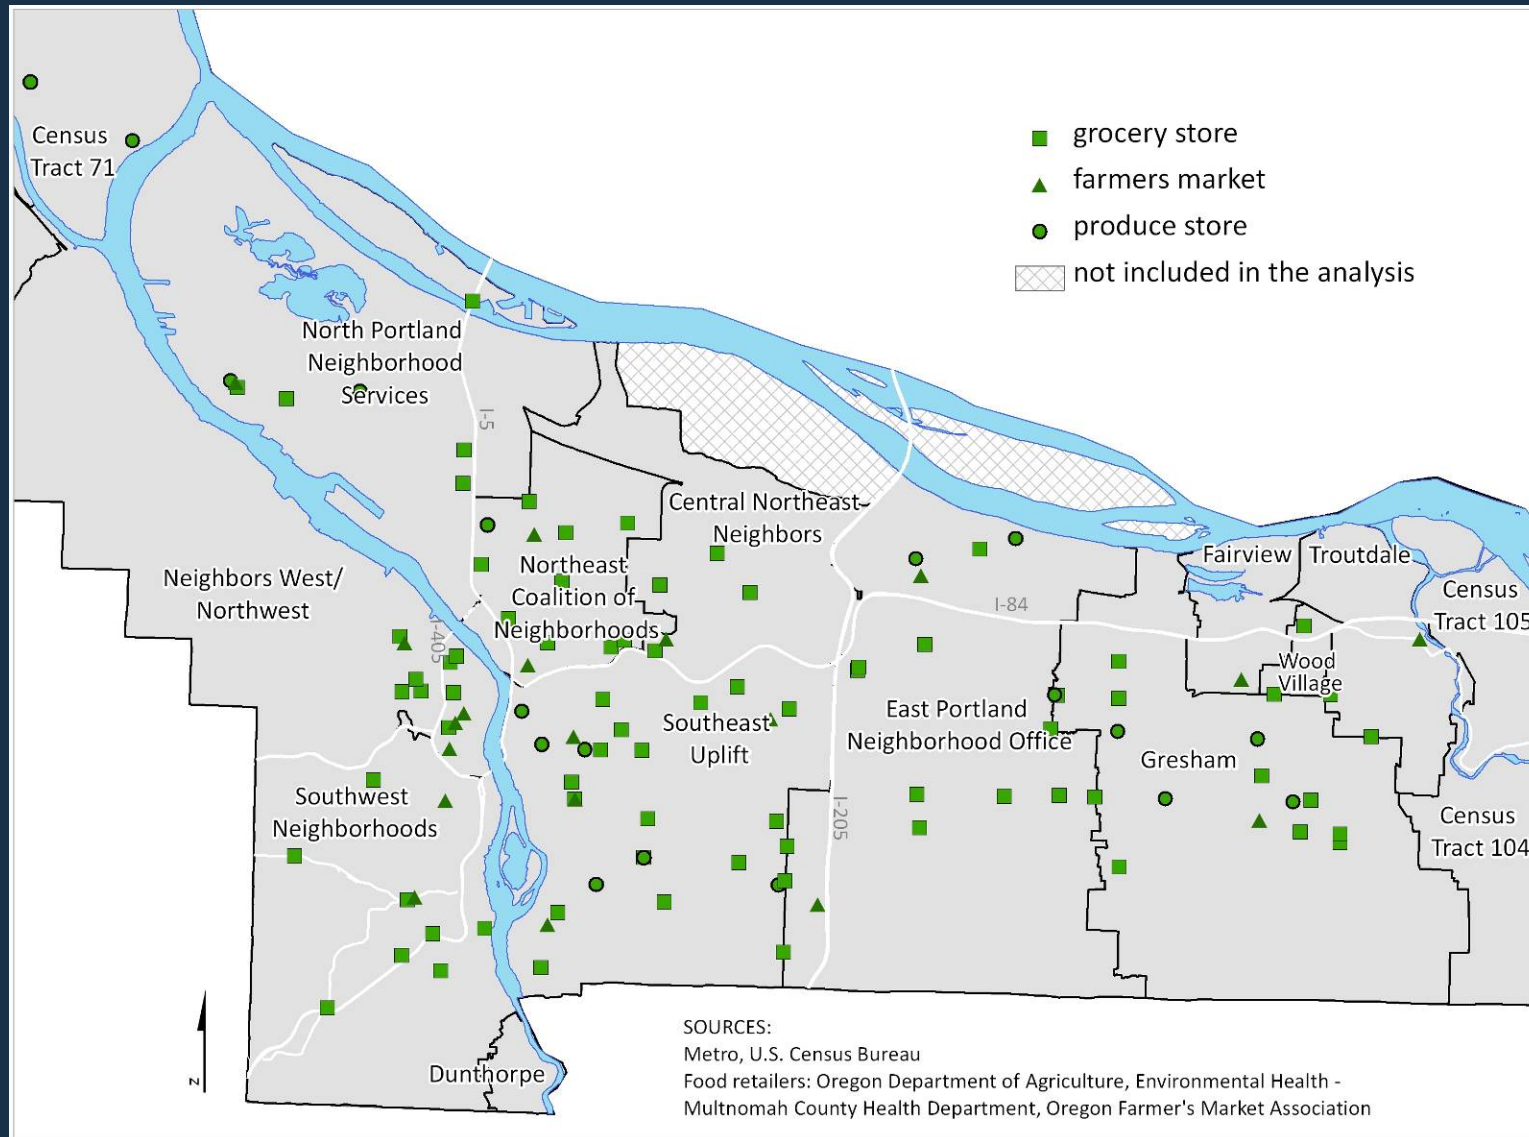 grocery store
farmers market
produce store
not included in the analysis
Census
Tract 71
North Portland
Neighborhood
Services
I-5
Central Northeast
Neighbors
Northeast
Coalition of
Neighborhoods
Neighbors West/
Northwest
I-405
I-84
Fairview
Troutdale
Census
Tract 105
Wood
Village
Southeast
Uplift
East Portland
Neighborhood Office
Gresham
I-205
Southwest
Neighborhoods
Census
Tract 104
Dunthorpe
z
SOURCES:
Metro, U.S. Census Bureau
Food retailers: Oregon Department of Agriculture, Environmental Health -
Multnomah County Health Department, Oregon Farmer's Market Association